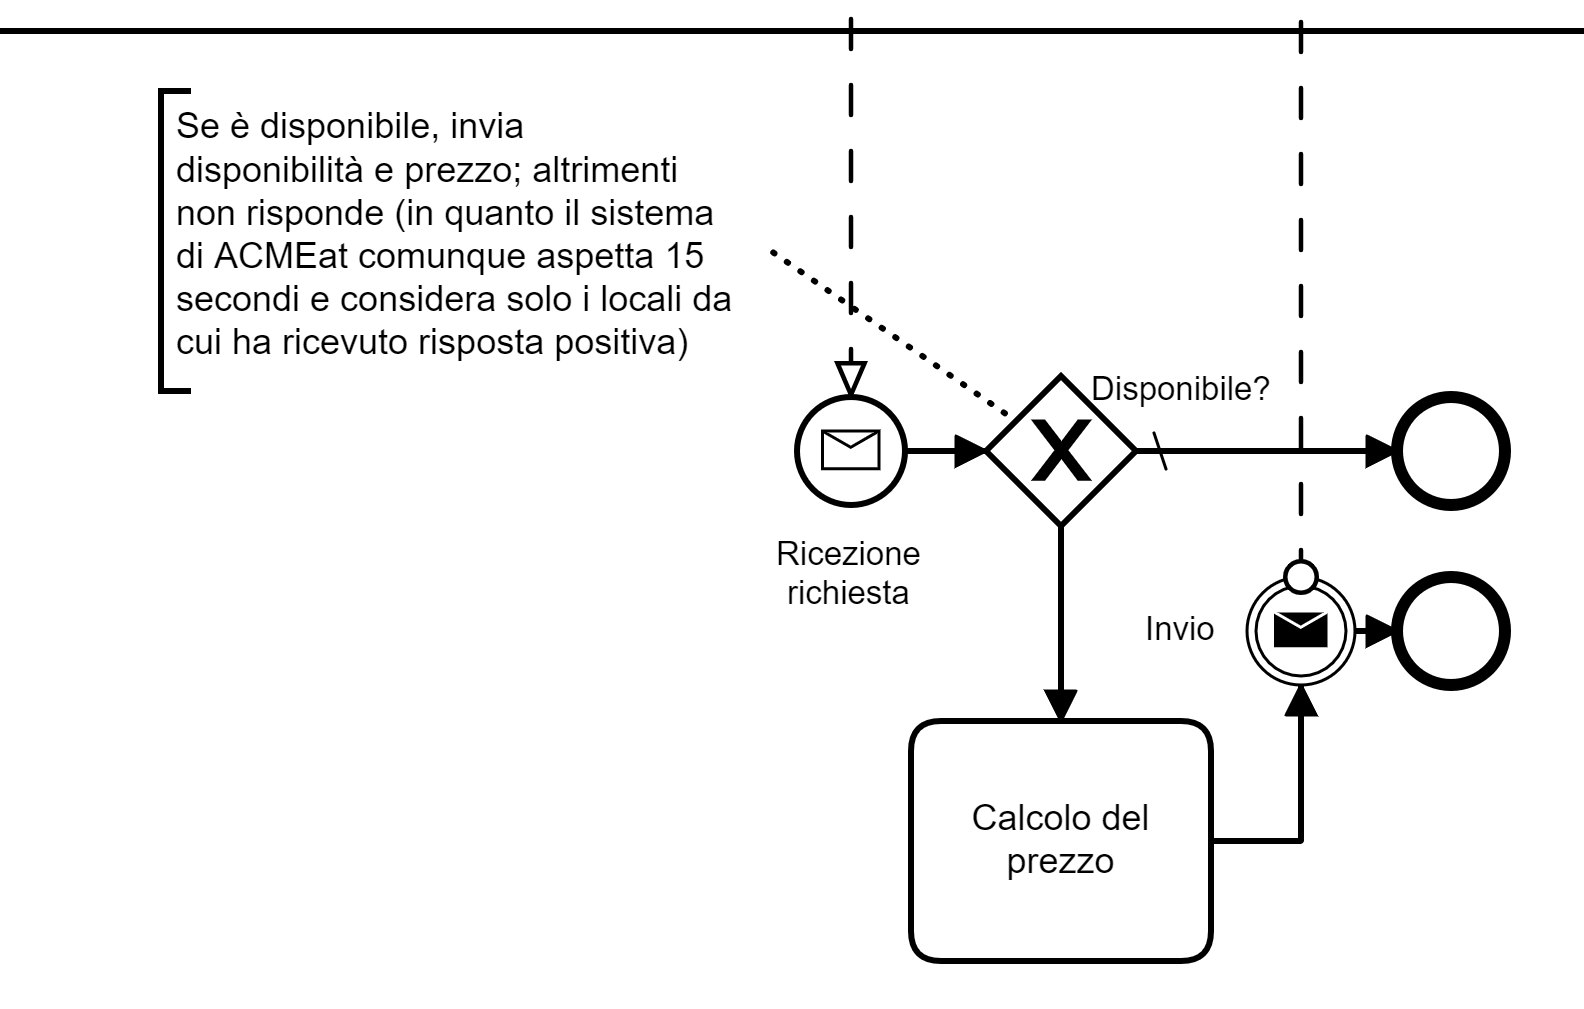 Se è disponibile, invia
disponibilità e prezzo; altrimenti
non risponde (in quanto il sistema
di ACMEat comunque aspetta 15
secondi e considera solo i locali da
cui ha ricevuto risposta positiva)
Disponibile?
X
Ricezione
richiesta
Invio
Calcolo del
prezzo